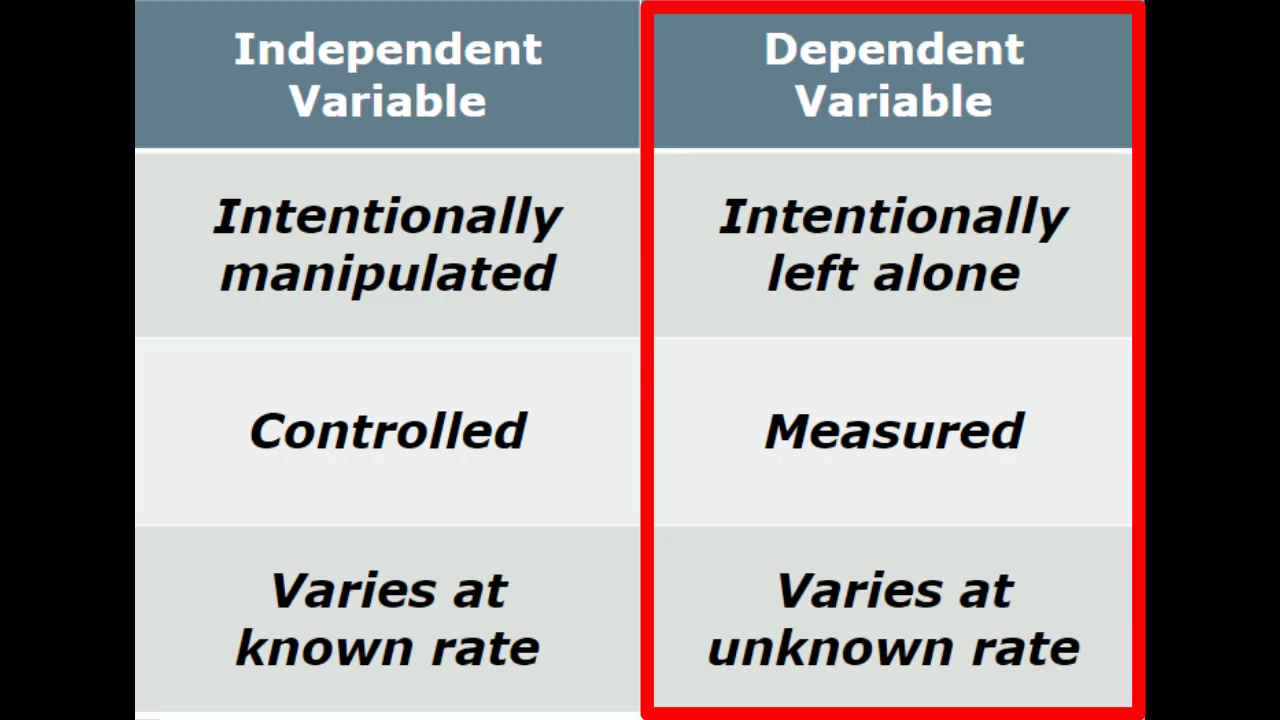 Independent
Variable
Dependent
Variable
Intentionally
manipulated
Intentionally
left alone
Controlled
Measured
Varies at
known rate
Varies at
unknown rate